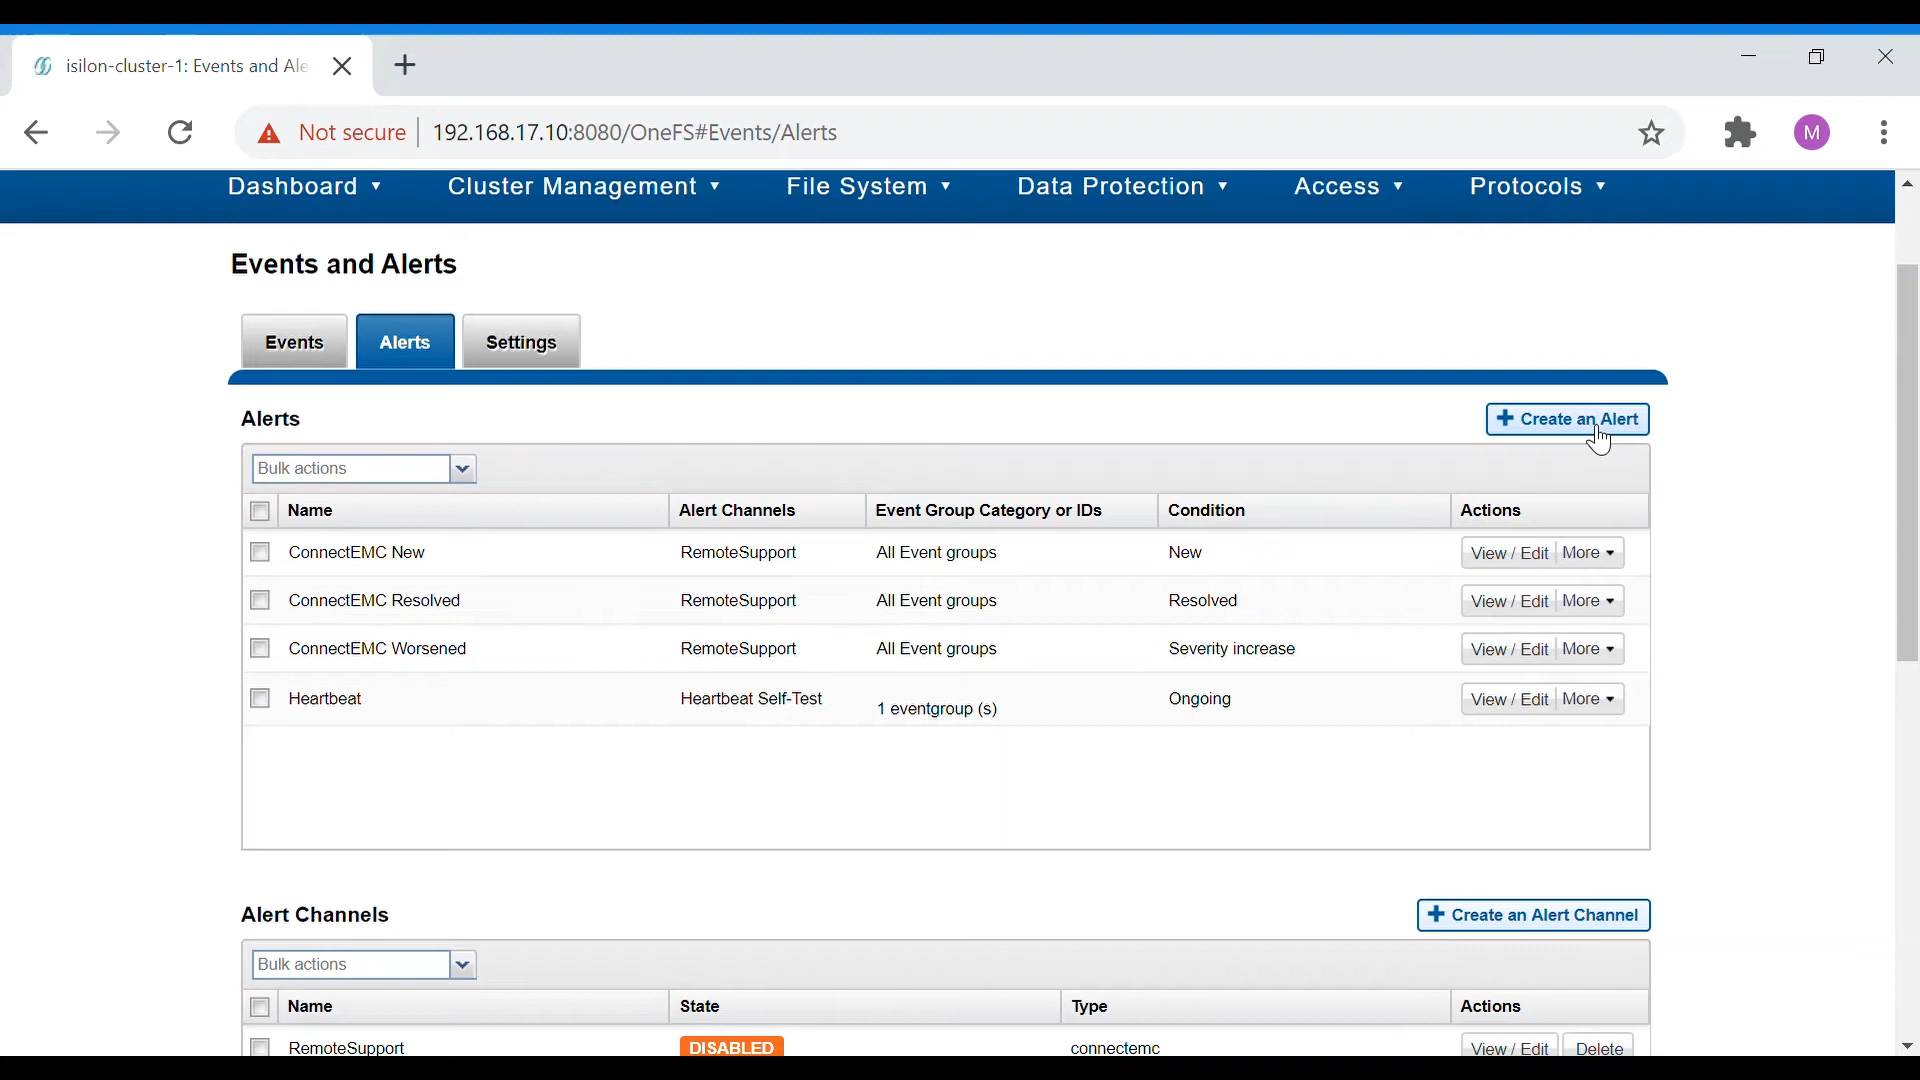 isilon-cluster-1: Events and Ale
Not secure 192.168.17.10:8080/OneFS#Events/Alerts M
Dashboard Cluster Management File System Data Protection Access Protocols
Events and Alerts
Events Alerts Settings
Alerts + Create an Alert
Bulk actions
Name Alert Channels Event Group Category or IDs Condition Actions
ConnectEMC New RemoteSupport All Event groups New View / Edit More
ConnectEMC Resolved RemoteSupport All Event groups Resolved View / Edit More
ConnectEMC Worsened RemoteSupport All Event groups Severity increase View / Edit More
Heartbeat Heartbeat Self-Test 1 eventgroup (s) Ongoing View / Edit More
Alert Channels + Create an Alert Channel
Bulk actions
Name State Type Actions
RemoteSupport DISABLED connectemc View / Edit Delete